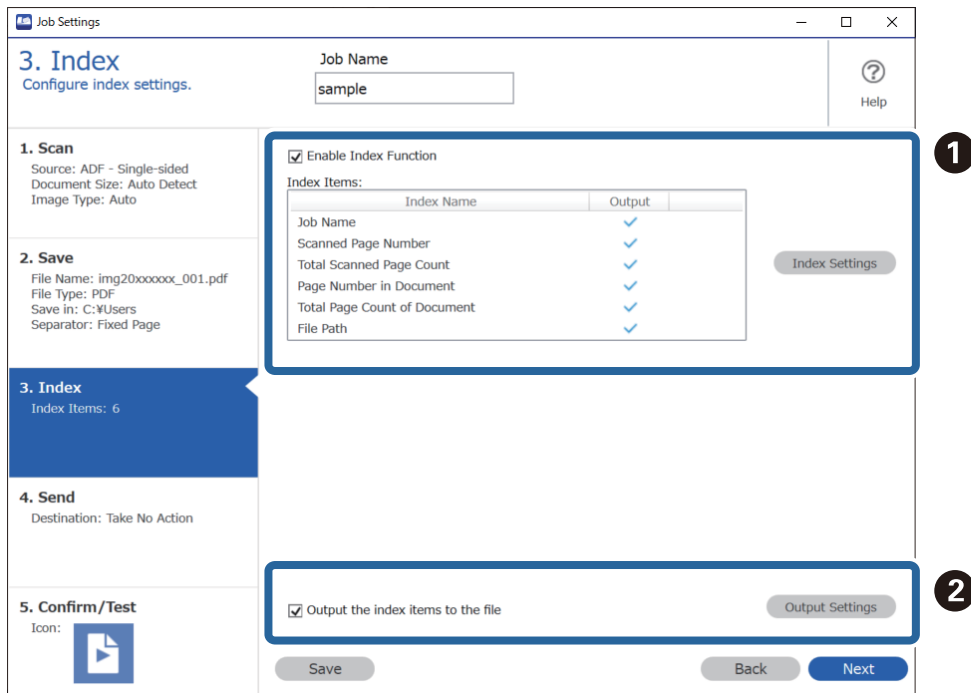 Job Settings
3. Index
Configure index settings.
Job Name
sample
Help
1. Scan
Source: ADF - Single-sided
Document Size: Auto Detect
Image Type: Auto
2. Save
File Name: img20xxxxxx_001.pdf
File Type: PDF
Save in: C:¥Users
Separator: Fixed Page
3. Index
Index Items: 6
4. Send
Destination: Take No Action
5. Confirm/Test
Icon:
Enable Index Function
Index Items:
Index Name Output
Job Name
Scanned Page Number
Total Scanned Page Count
Page Number in Document
Total Page Count of Document
File Path
Index Settings
1
Output the index items to the file
Output Settings
2
Save
Back
Next